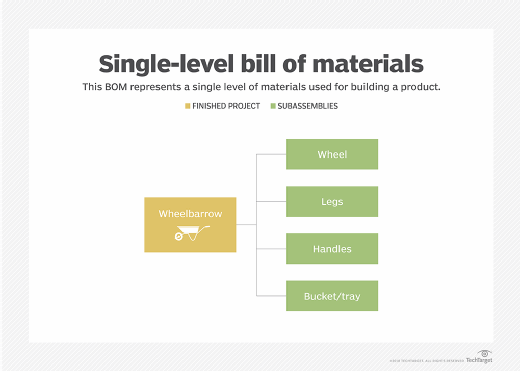 Single-level bill of materials
This BOM represents a single level of materials used for building a product.
FINISHED PROJECT SUBASSEMBLIES
Wheel
Legs
Wheelbarrow
Handles
Bucket/tray
TechTarget